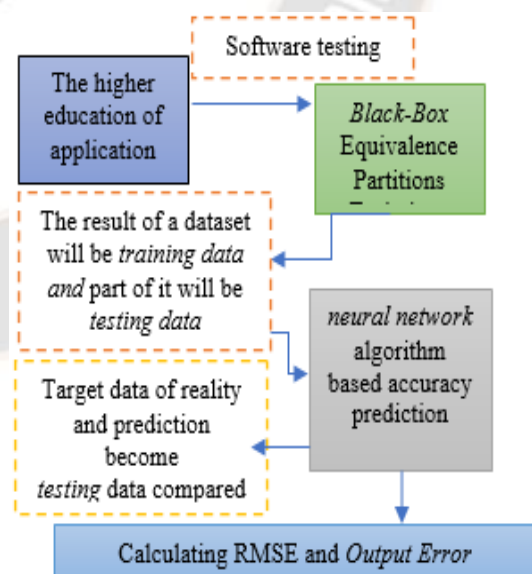 Software testing
The higher
education of
application
Black-Box
Equivalence
Partitions
The result of a dataset
will be training data
and part of it will be
testing data
neural network
algorithm
based accuracy
prediction
Target data of reality
and prediction
become
testing data compared
Calculating RMSE and Output Error